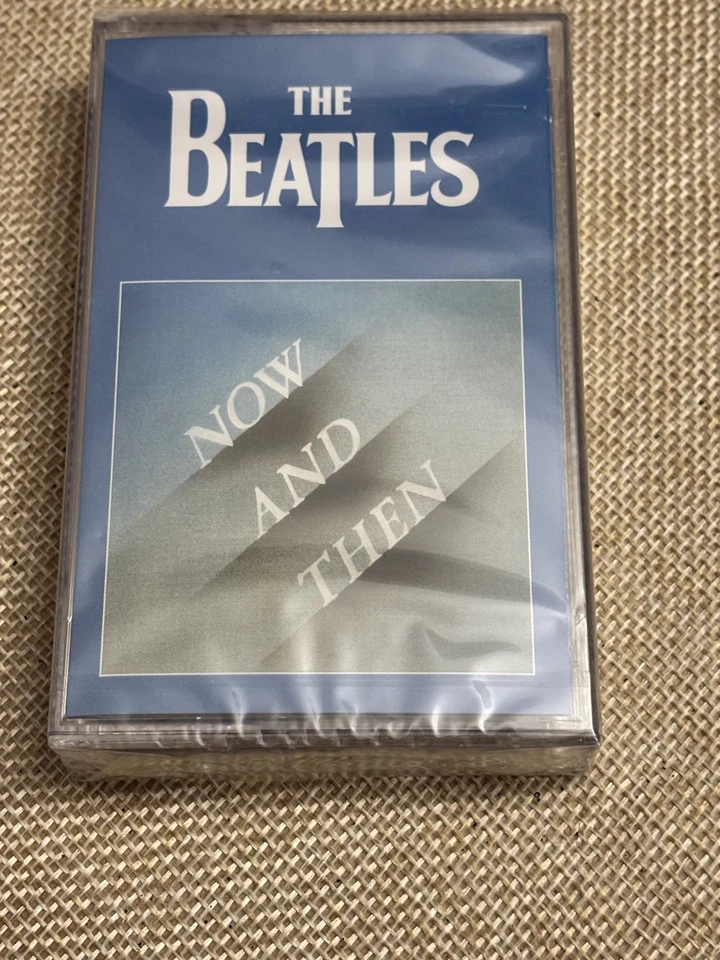 THE
BEATLES
NOW
AND
THEN